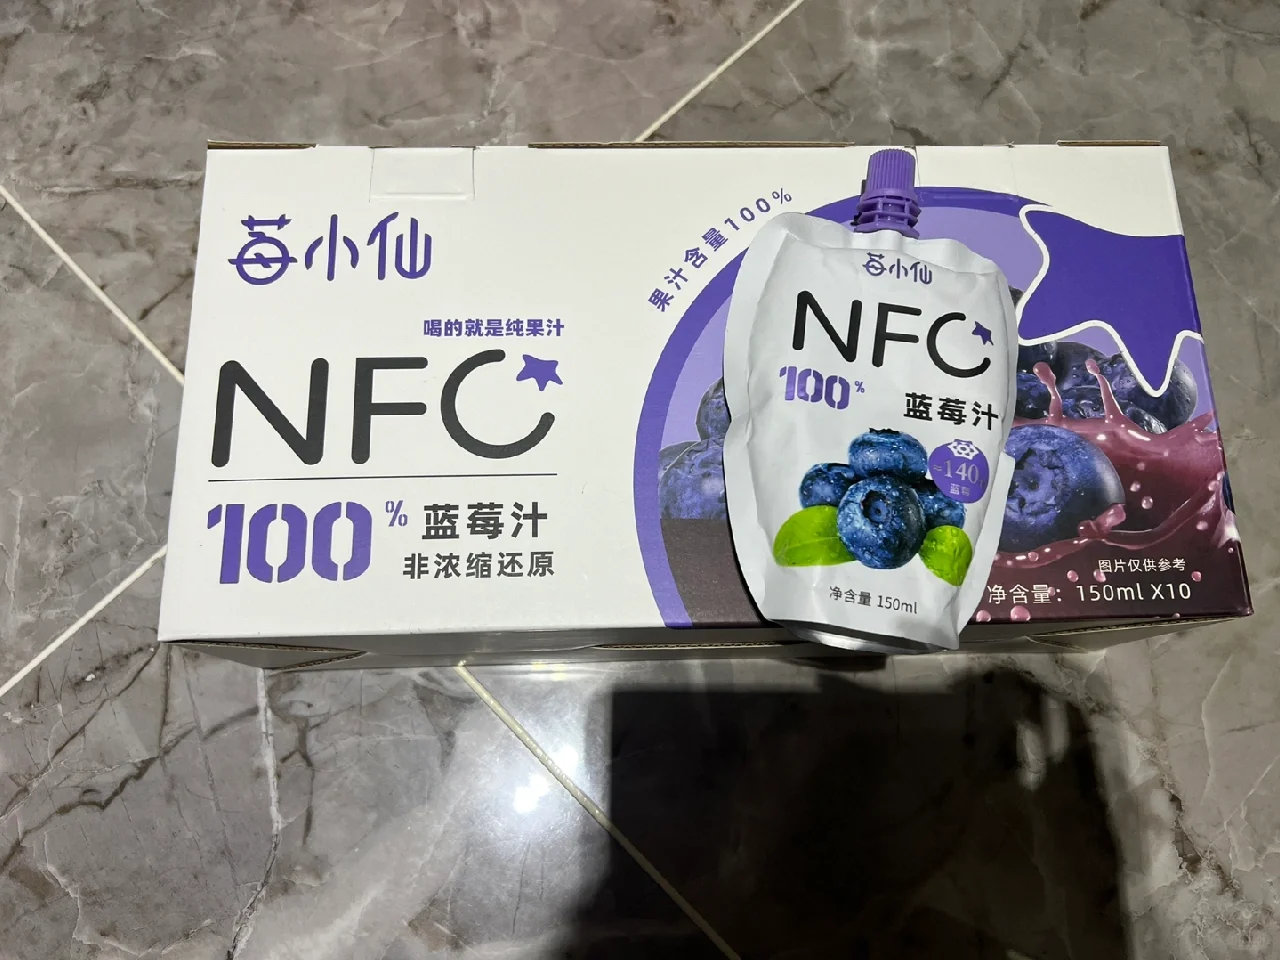 莓小仙
喝的就是纯果汁
NFC
100%
蓝莓汁
非浓缩还原
果汁含量100%
莓小仙
NFC
100%
蓝莓汁
≈140
蓝莓
净含量 150ml
图片仅供参考
净含量：150ml X10